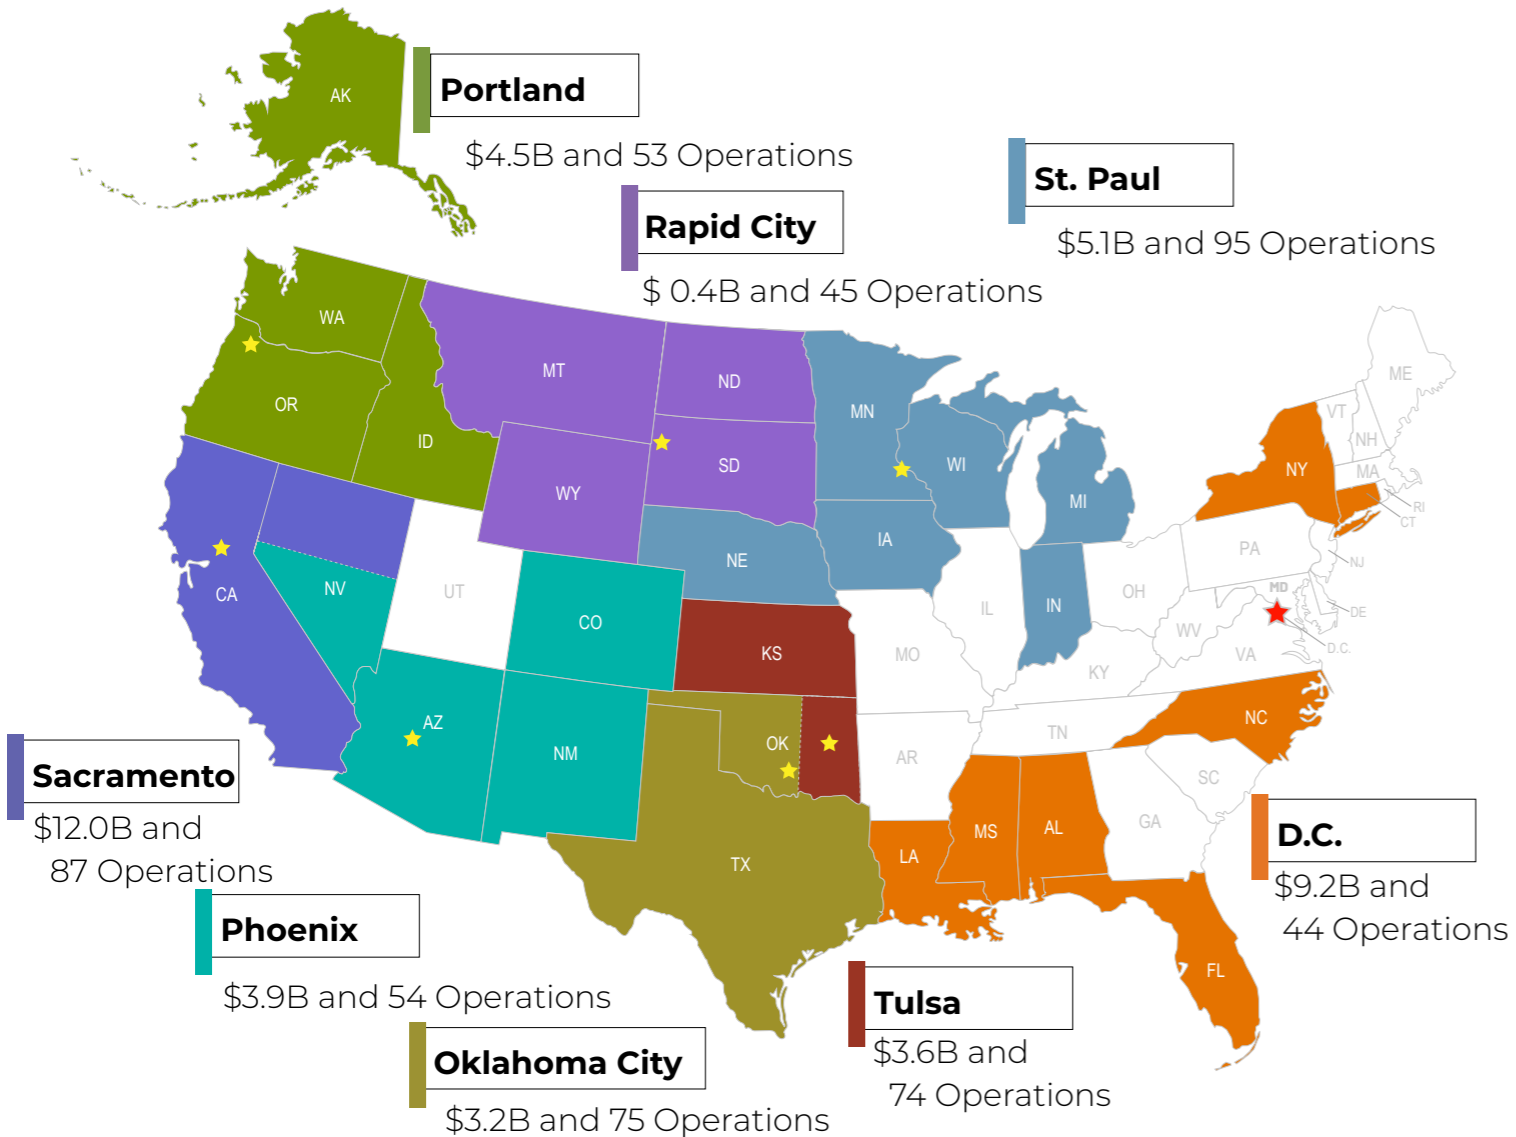 AK
Portland
$4.5B and 53 Operations
St. Paul
$5.1B and 95 Operations
Rapid City
$ 0.4B and 45 Operations
WA
OR
ID
MT
ND
SD
WY
MN
WI
MI
IA
NE
IN
ME
VT
NH
MA
RI
CT
NY
PA
NJ
MD
DE
D.C.
OH
WV
VA
IL
KY
MO
CA
NV
UT
CO
KS
AZ
NM
OK
AR
TN
NC
SC
GA
AL
MS
LA
TX
FL
Sacramento
$12.0B and
87 Operations
D.C.
$9.2B and
44 Operations
Phoenix
$3.9B and 54 Operations
Tulsa
$3.6B and
74 Operations
Oklahoma City
$3.2B and 75 Operations